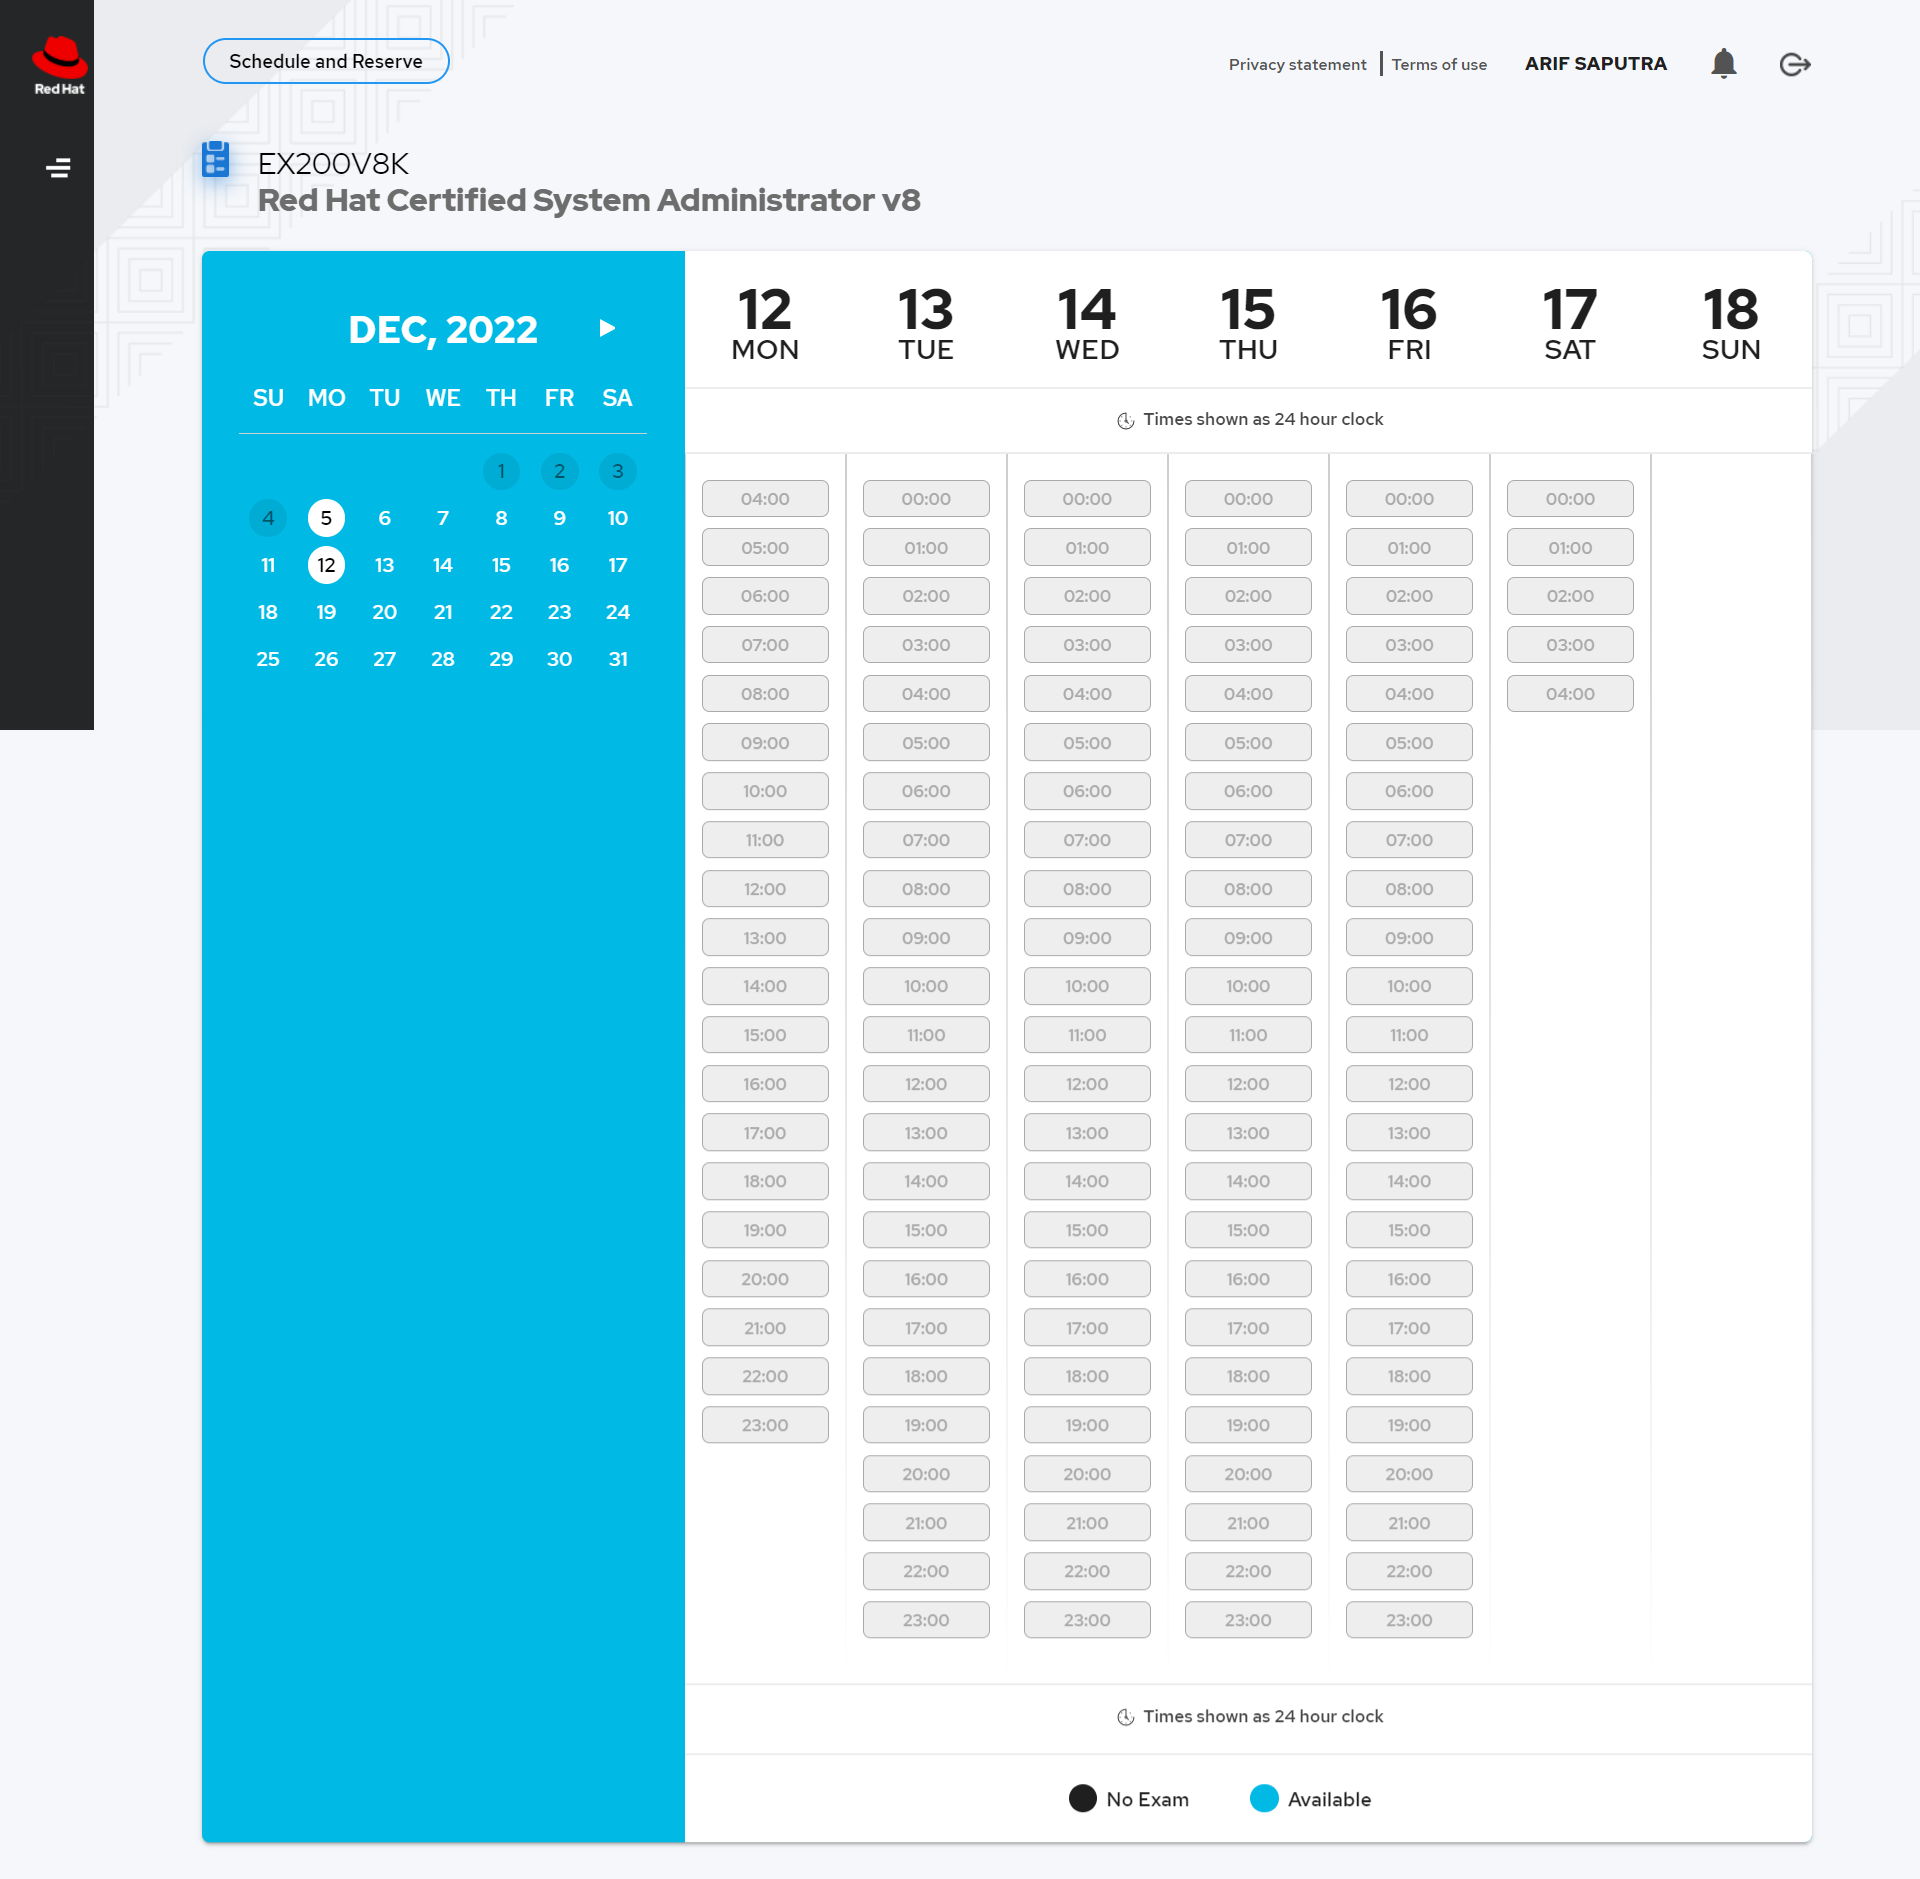 Red Hat
Schedule and Reserve
Privacy statement
Terms of use
ARIF SAPUTRA
EX200V8K
Red Hat Certified System Administrator v8
DEC, 2022
SU MO TU WE TH FR SA
1 2 3
4 5 6 7 8 9 10
11 12 13 14 15 16 17
18 19 20 21 22 23 24
25 26 27 28 29 30 31
12 13 14 15 16 17 18
MON TUE WED THU FRI SAT SUN
Times shown as 24 hour clock
04:00 00:00 00:00 00:00 00:00 00:00
05:00 01:00 01:00 01:00 01:00 01:00
06:00 02:00 02:00 02:00 02:00 02:00
07:00 03:00 03:00 03:00 03:00 03:00
08:00 04:00 04:00 04:00 04:00 04:00
09:00 05:00 05:00 05:00 05:00
10:00 06:00 06:00 06:00 06:00
11:00 07:00 07:00 07:00 07:00
12:00 08:00 08:00 08:00 08:00
13:00 09:00 09:00 09:00 09:00
14:00 10:00 10:00 10:00 10:00
15:00 11:00 11:00 11:00 11:00
16:00 12:00 12:00 12:00 12:00
17:00 13:00 13:00 13:00 13:00
18:00 14:00 14:00 14:00 14:00
19:00 15:00 15:00 15:00 15:00
20:00 16:00 16:00 16:00 16:00
21:00 17:00 17:00 17:00 17:00
22:00 18:00 18:00 18:00 18:00
23:00 19:00 19:00 19:00 19:00
20:00 20:00 20:00 20:00
21:00 21:00 21:00 21:00
22:00 22:00 22:00 22:00
23:00 23:00 23:00 23:00
Times shown as 24 hour clock
No Exam
Available